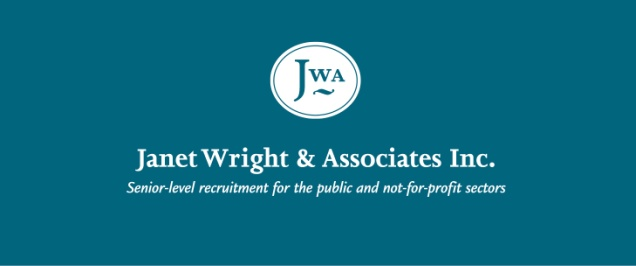 JWA
Janet Wright & Associates Inc.
Senior-level recruitment for the public and not-for-profit sectors